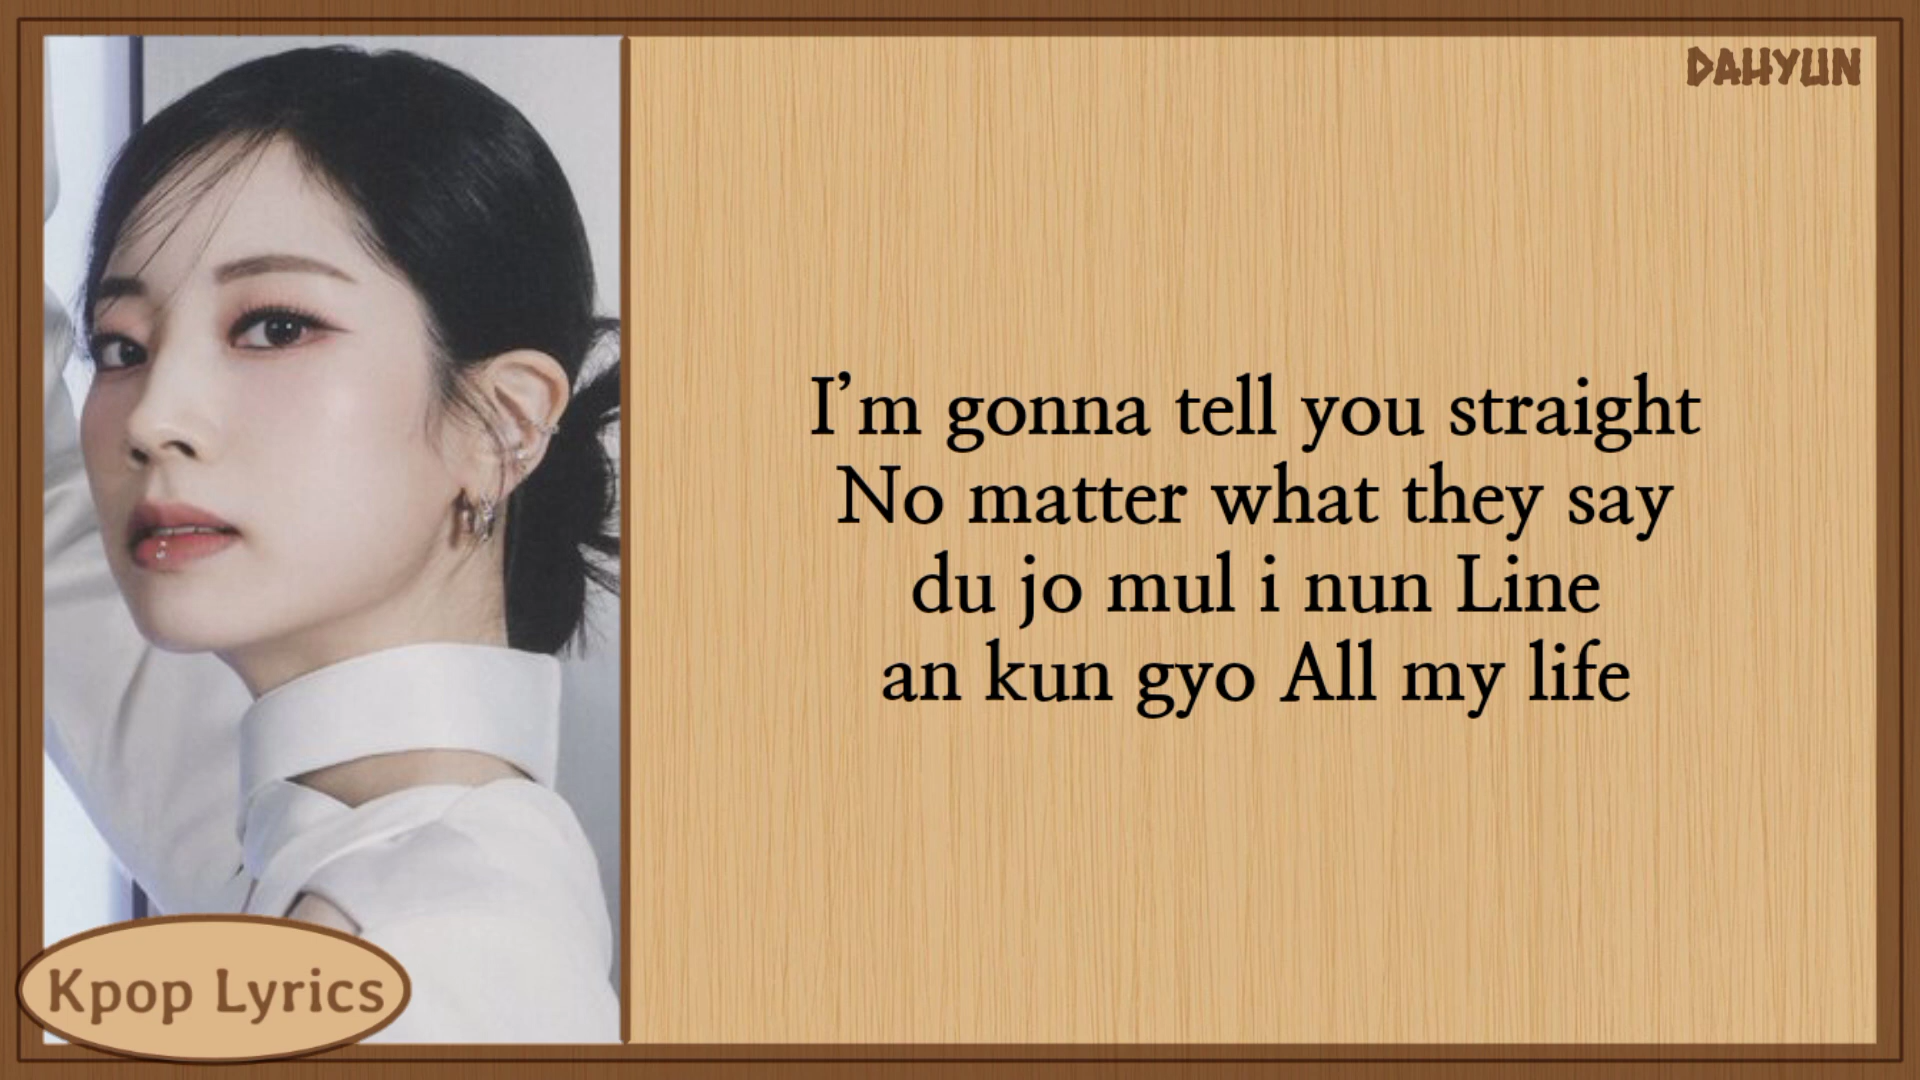 DAHYUN
I'm gonna tell you straight
No matter what they say
du jo mul i nun Line
an kun gyo All my life
Kpop Lyrics